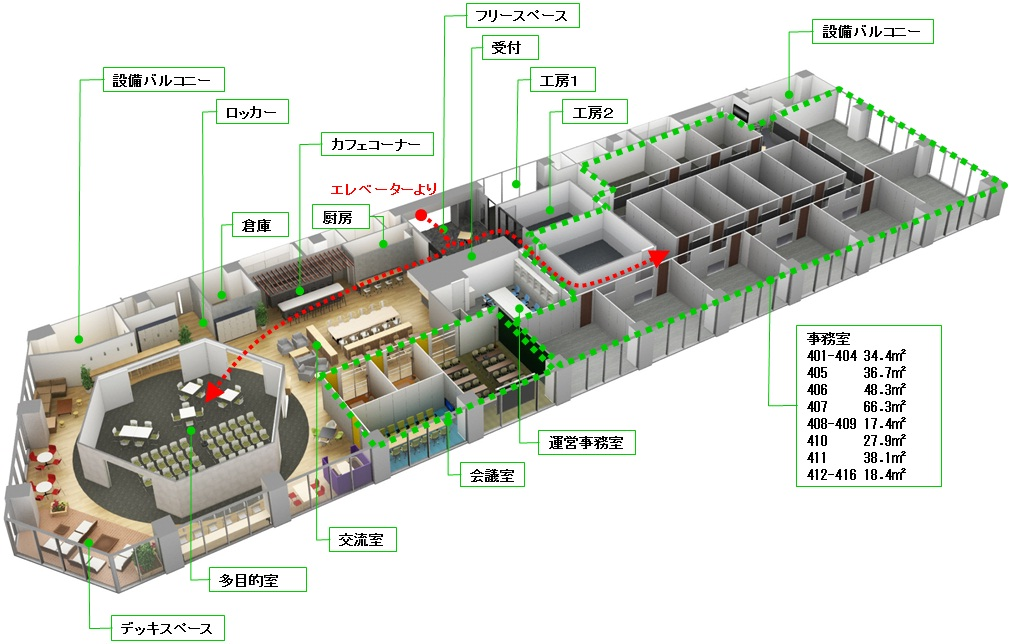 フリースペース
受付
設備バルコニー
工房1
設備バルコニー
工房2
ロッカー
カフェコーナー
エレベーターより
厨房
倉庫
事務室
401-404 34.4㎡
405 36.7㎡
406 48.3㎡
407 66.3㎡
408-409 17.4㎡
410 27.9㎡
411 38.1㎡
412-416 18.4㎡
運営事務室
会議室
交流室
多目的室
デッキスペース